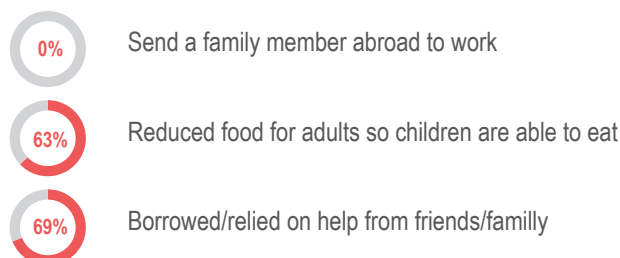 0% Send a family member abroad to work
63% Reduced food for adults so children are able to eat
69% Borrowed/relied on help from friends/familly